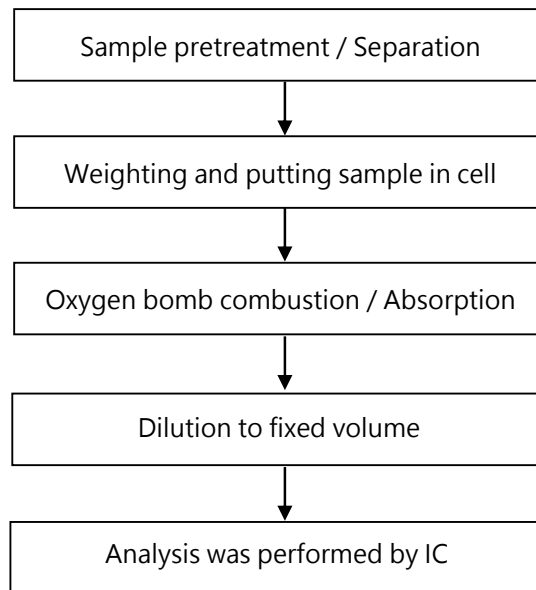 Sample pretreatment / Separation
Weighting and putting sample in cell
Oxygen bomb combustion / Absorption
Dilution to fixed volume
Analysis was performed by IC